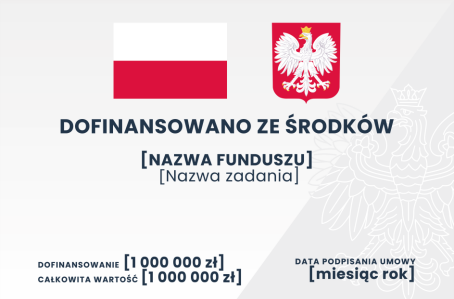 DOFINANSOWANO ZE ŚRODKÓW
[NAZWA FUNDUSZU]
[Nazwa zadania]
DOFINANSOWANIE [1 000 000 zł]
CAŁKOWITA WARTOŚĆ [1 000 000 zł]
DATA PODPISANIA UMOWY
[miesiąc rok]